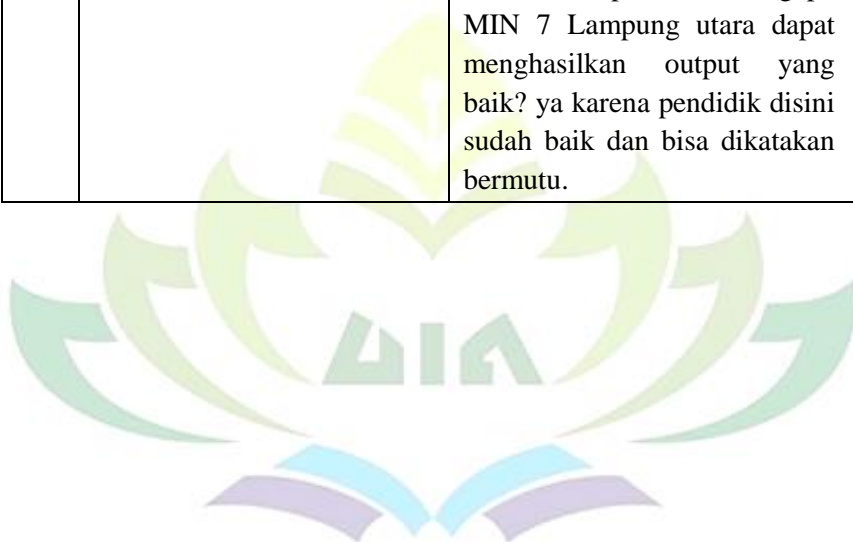 MIN 7 Lampung utara dapat
menghasilkan output yang
baik? ya karena pendidik disini
sudah baik dan bisa dikatakan
bermutu.
UIN